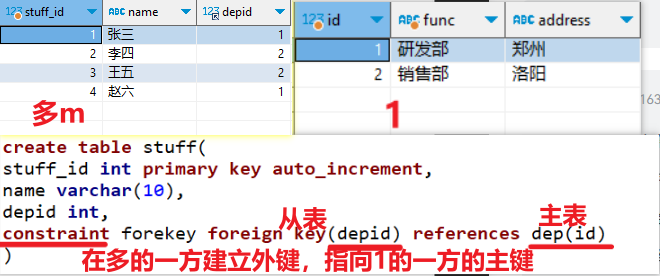 123 stuff_id ABC name 123 depid
1 张三 1
2 李四 2
3 王五 2
4 赵六 1
多m
123 id ABC func ABC address
1 研发部 郑州
2 销售部 洛阳
1
163
create table stuff(
stuff_id int primary key auto_increment,
name varchar(10),
depid int,
从表 主表
constraint forekey foreign key(depid) references dep(id)
在多的一方建立外键，指向1的一方的主键
)